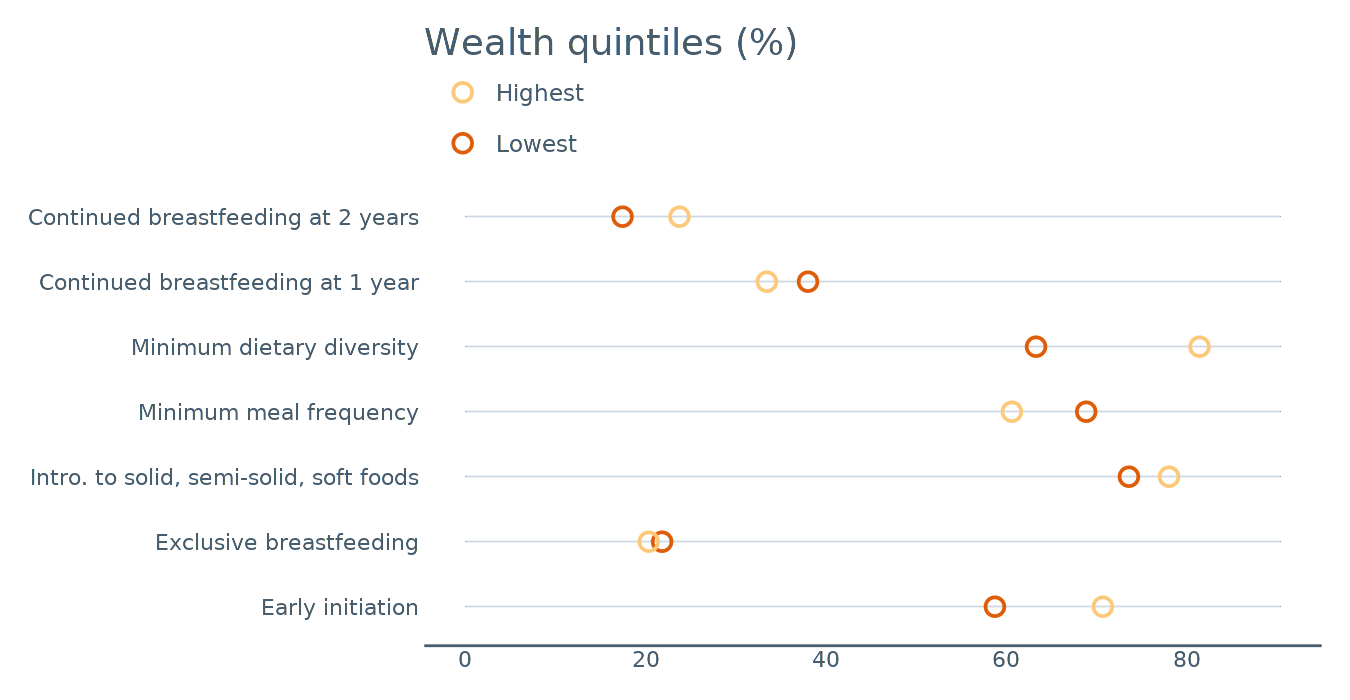 Wealth quintiles (%)
Highest
Lowest
Continued breastfeeding at 2 years
Continued breastfeeding at 1 year
Minimum dietary diversity
Minimum meal frequency
Intro. to solid, semi-solid, soft foods
Exclusive breastfeeding
Early initiation
0 20 40 60 80